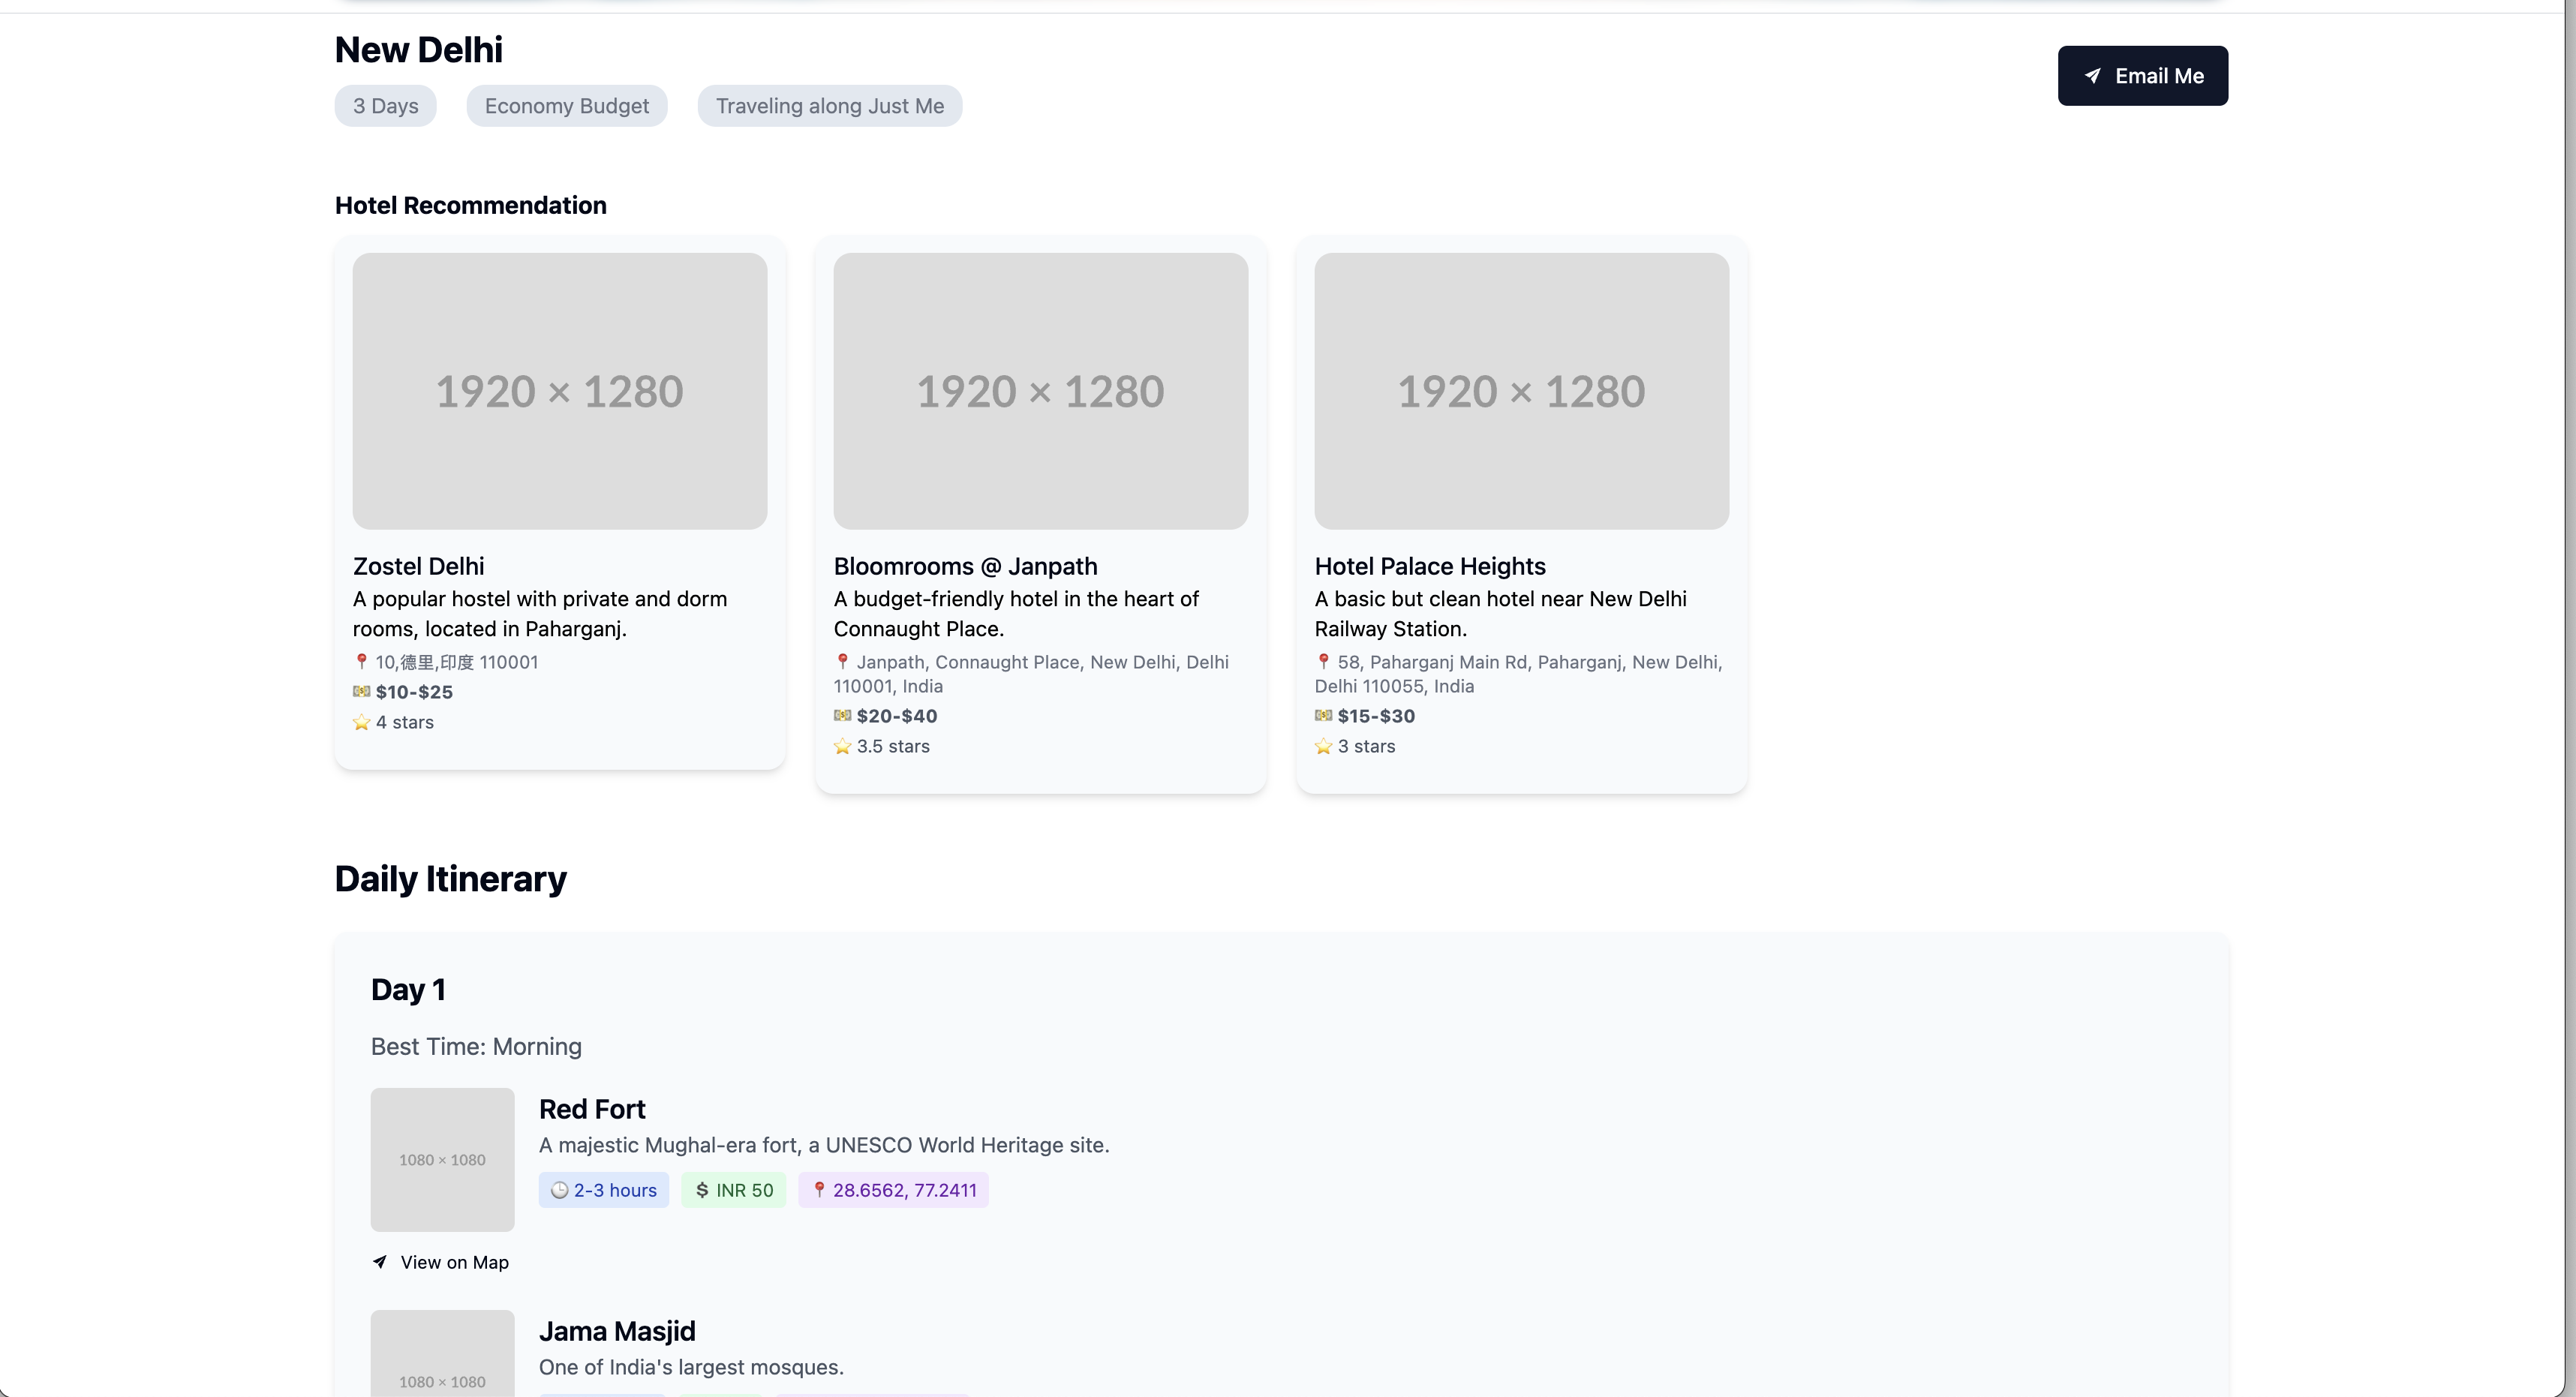 New Delhi
Email Me
3 Days
Economy Budget
Traveling along Just Me
Hotel Recommendation
1920 × 1280
1920 × 1280
1920 × 1280
Zostel Delhi
A popular hostel with private and dorm
rooms, located in Paharganj.
📍 10,德里,印度 110001
💵 $10-$25
⭐ 4 stars
Bloomrooms @ Janpath
A budget-friendly hotel in the heart of
Connaught Place.
📍 Janpath, Connaught Place, New Delhi, Delhi
110001, India
💵 $20-$40
⭐ 3.5 stars
Hotel Palace Heights
A basic but clean hotel near New Delhi
Railway Station.
📍 58, Paharganj Main Rd, Paharganj, New Delhi,
Delhi 110055, India
💵 $15-$30
⭐ 3 stars
Daily Itinerary
Day 1
Best Time: Morning
1080 × 1080
Red Fort
A majestic Mughal-era fort, a UNESCO World Heritage site.
🕒 2-3 hours
$ INR 50
📍 28.6562, 77.2411
View on Map
1080 × 1080
Jama Masjid
One of India's largest mosques.